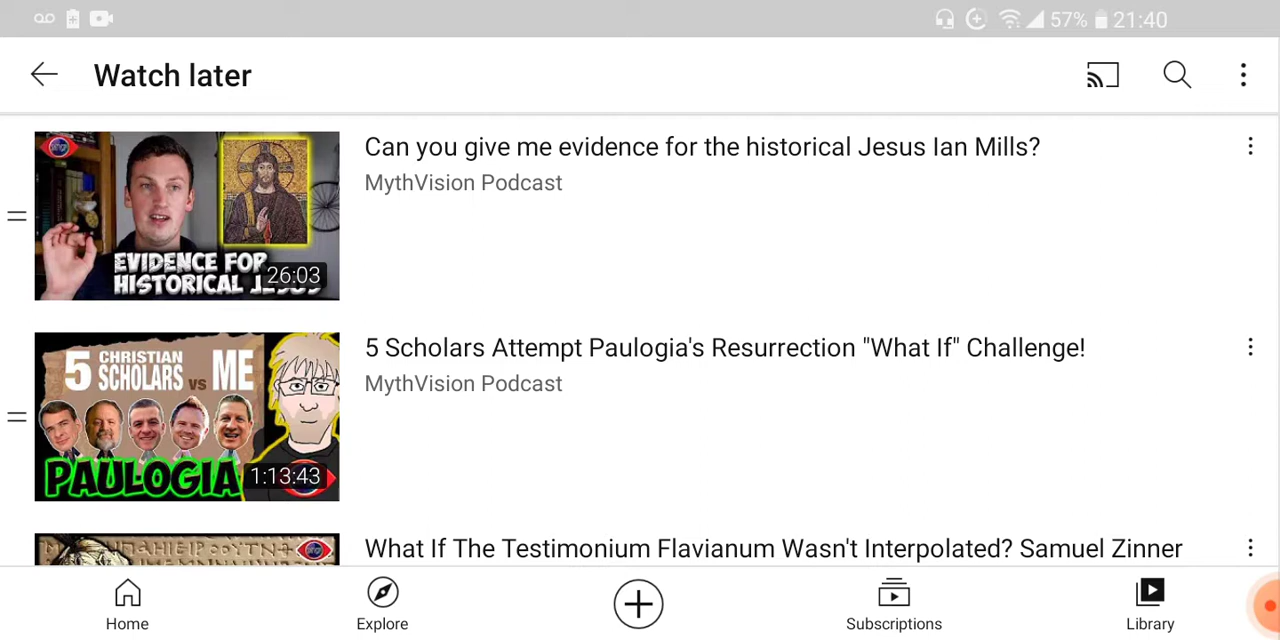 57% 21:40
Watch later
EVIDENCE FOR
HISTORICAL
26:03
Can you give me evidence for the historical Jesus Ian Mills?
MythVision Podcast
5 CHRISTIAN
SCHOLARS VS ME
PAULOGIA
1:13:43
5 Scholars Attempt Paulogia's Resurrection "What If" Challenge!
MythVision Podcast
What If The Testimonium Flavianum Wasn't Interpolated? Samuel Zinner
Home
Explore
Subscriptions
Library